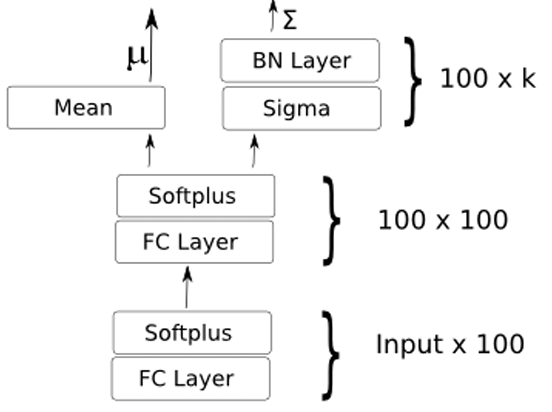 μ
Σ
BN Layer
Mean
Sigma
100 x k
Softplus
FC Layer
100 x 100
Softplus
FC Layer
Input x 100